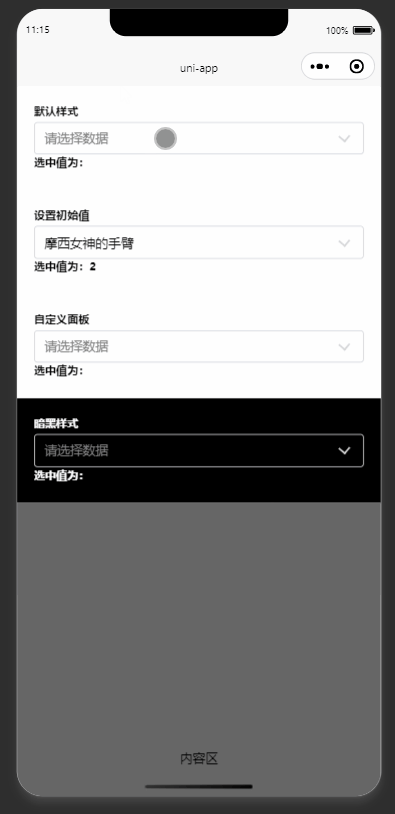 11:15
100%
uni-app
默认样式
请选择数据
选中值为：
设置初始值
摩西女神的手臂
选中值为：2
自定义面板
请选择数据
选中值为：
暗黑样式
请选择数据
选中值为：
内容区